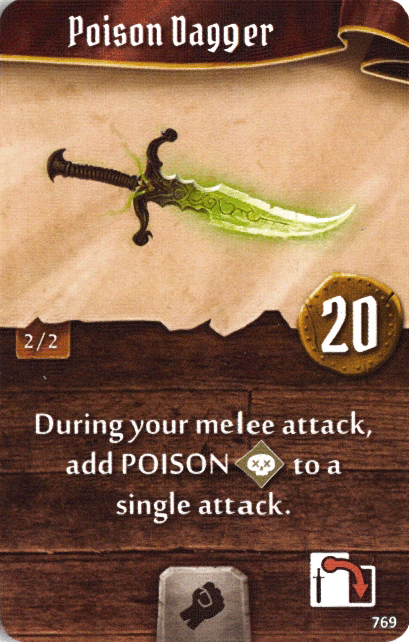 Poison Dagger
20
2/2
During your melee attack,
add POISON to a
single attack.
769